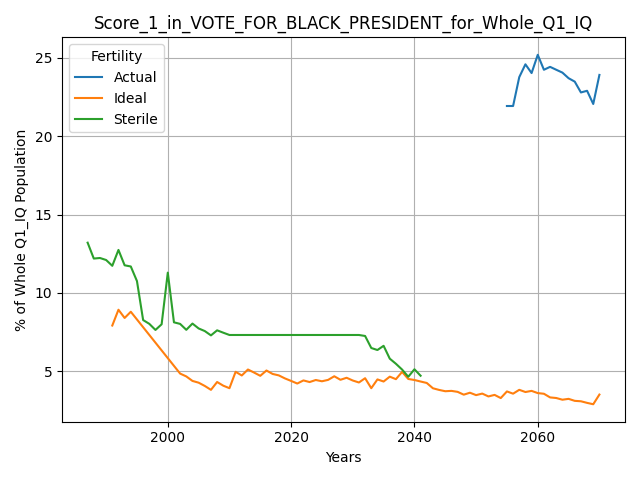 Score_1_in_VOTE_FOR_BLACK_PRESIDENT_for_Whole_Q1_IQ
Fertility
Actual
Ideal
Sterile
% of Whole Q1_IQ Population
25
20
15
10
5
2000
2020
2040
2060
Years